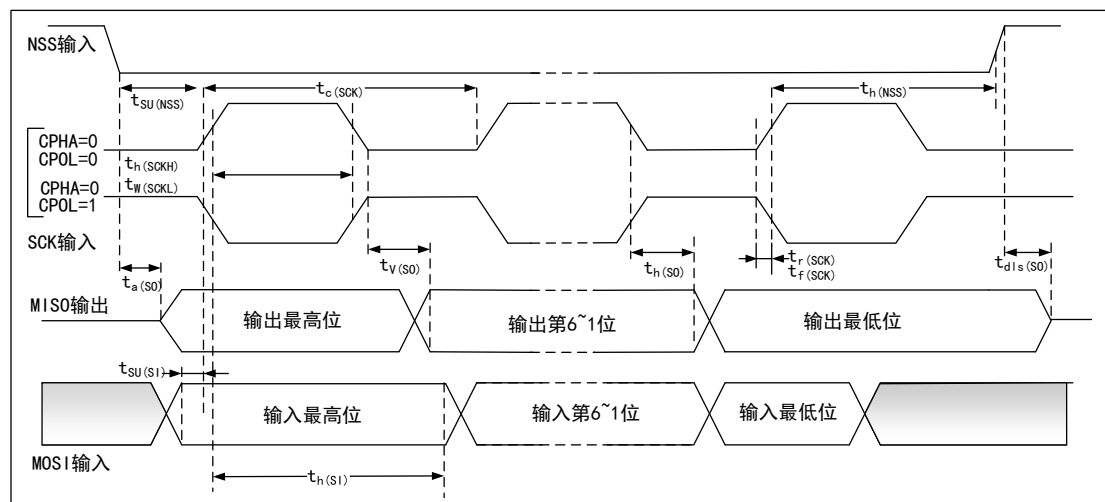 NSS输入
tSU(NSS)
tc(SCK)
th(NSS)
CPHA=0
CPOL=0
th(SCKH)
CPHA=0
tW(SCKL)
CPOL=1
SCK输入
ta(SO)
tV(SO)
th(SO)
tr(SCK)
tf(SCK)
tdls(SO)
MISO输出
输出最高位
输出第6~1位
输出最低位
tSU(SI)
输入最高位
输入第6~1位
输入最低位
MOSI输入
th(SI)